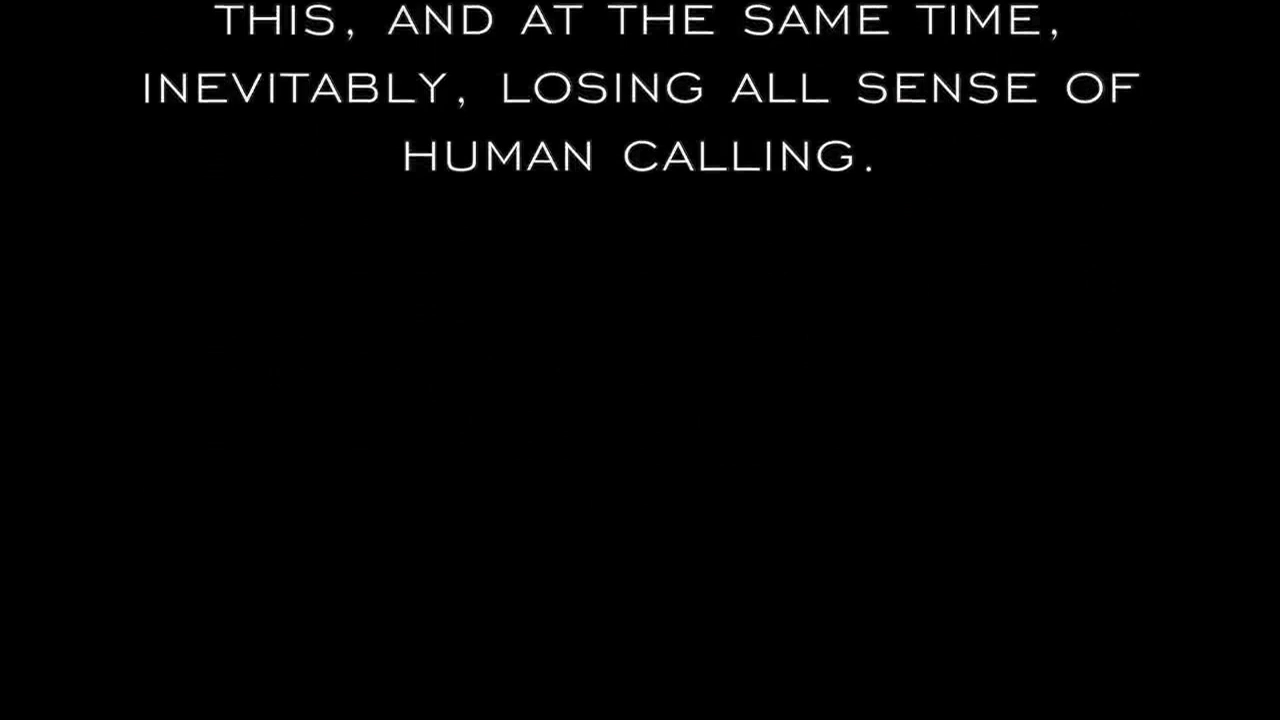 THIS, AND AT THE SAME TIME,
INEVITABLY, LOSING ALL SENSE OF
HUMAN CALLING.